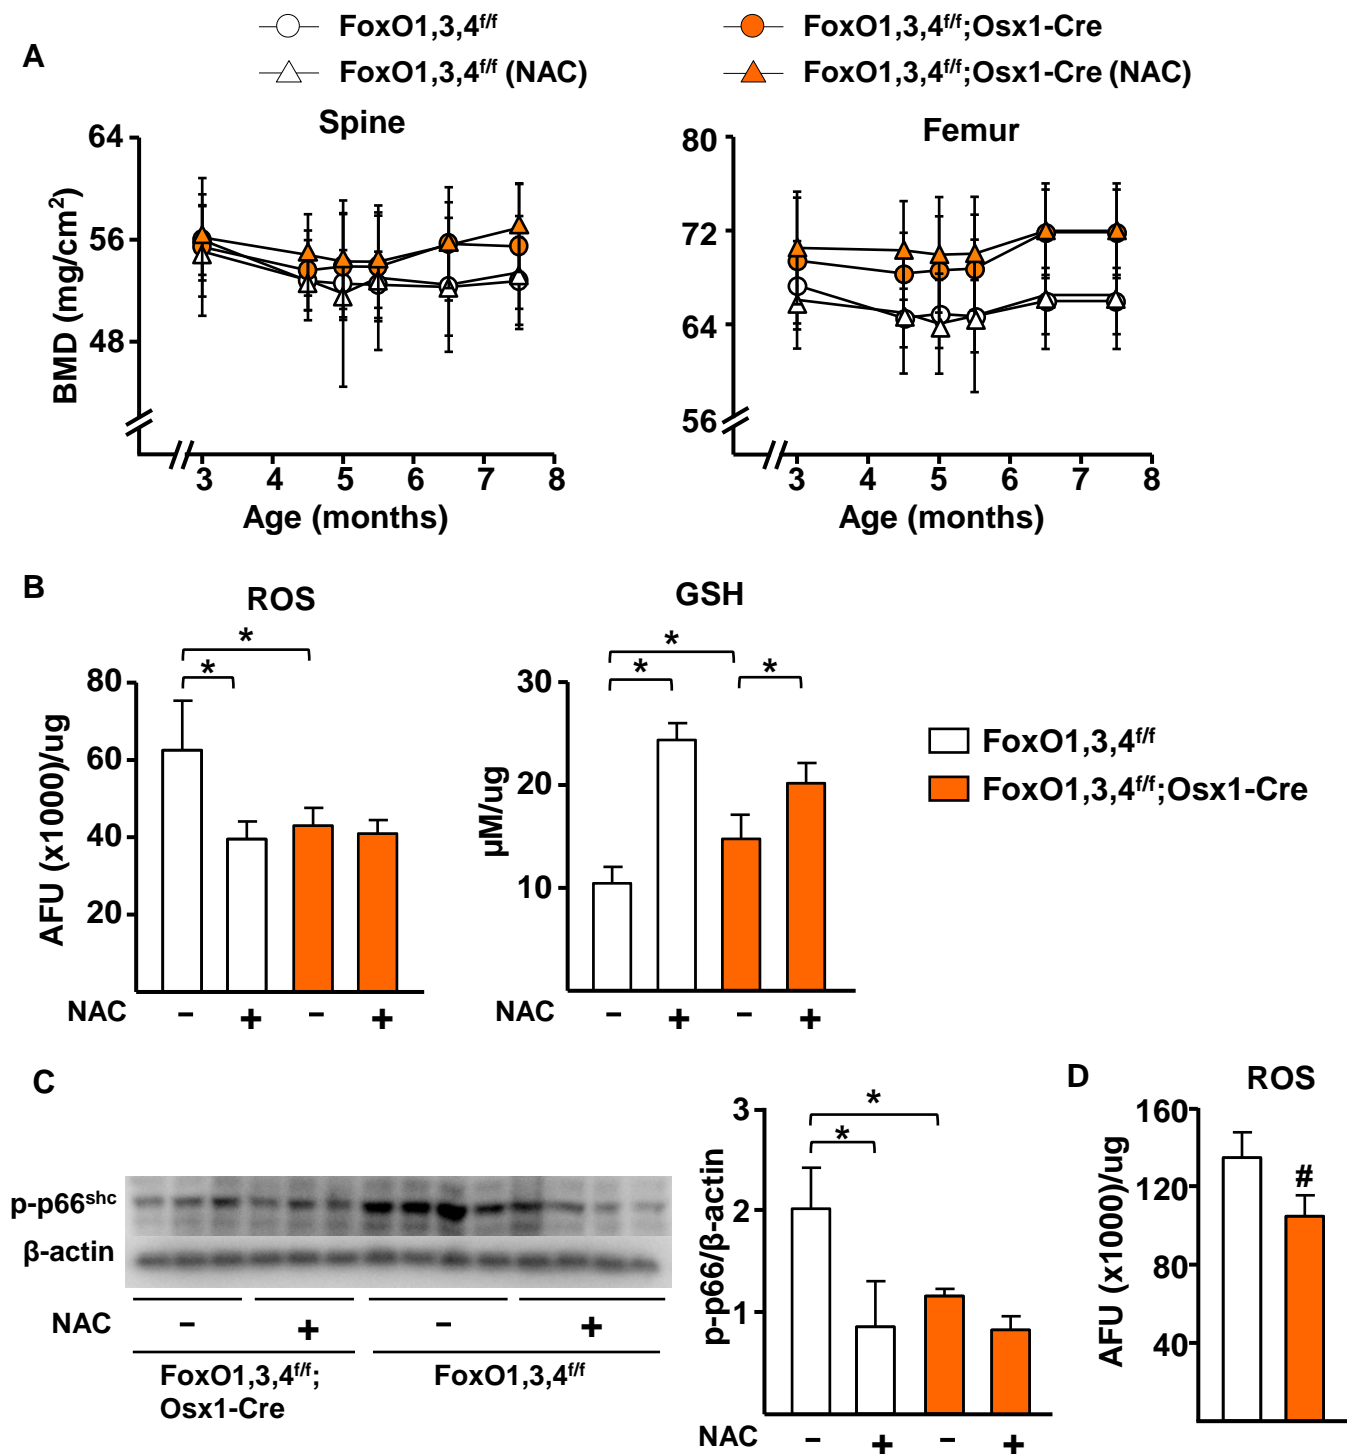 A
FoxO1,3,4f/f
FoxO1,3,4f/f;Osx1-Cre
FoxO1,3,4f/f (NAC)
FoxO1,3,4f/f;Osx1-Cre (NAC)
Spine
Femur
64
56
48
BMD (mg/cm2)
3 4 5 6 7 8
Age (months)
80
72
64
56
3 4 5 6 7 8
Age (months)
B
ROS
GSH
* *
80
60
40
20
AFU (x1000)/ug
NAC - + - +
* * *
30
20
10
μM/ug
- + - +
FoxO1,3,4f/f
FoxO1,3,4f/f;Osx1-Cre
C
p-p66shc
β-actin
NAC - + - +
FoxO1,3,4f/f;
Osx1-Cre
FoxO1,3,4f/f
* *
3
2
1
p-p66/β-actin
NAC - + - +
D
ROS
160
120
80
40
AFU (x1000)/ug
#